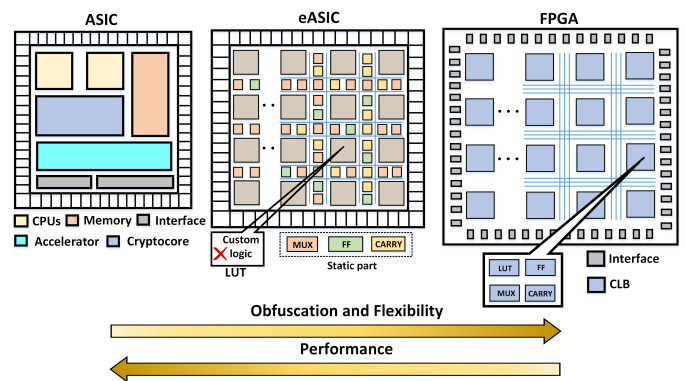 ASIC
eASIC
FPGA
CPUs
Memory
Interface
Accelerator
Cryptocore
Custom
logic
LUT
MUX
FF
CARRY
Static part
LUT
FF
MUX
CARRY
Interface
CLB
Obfuscation and Flexibility
Performance